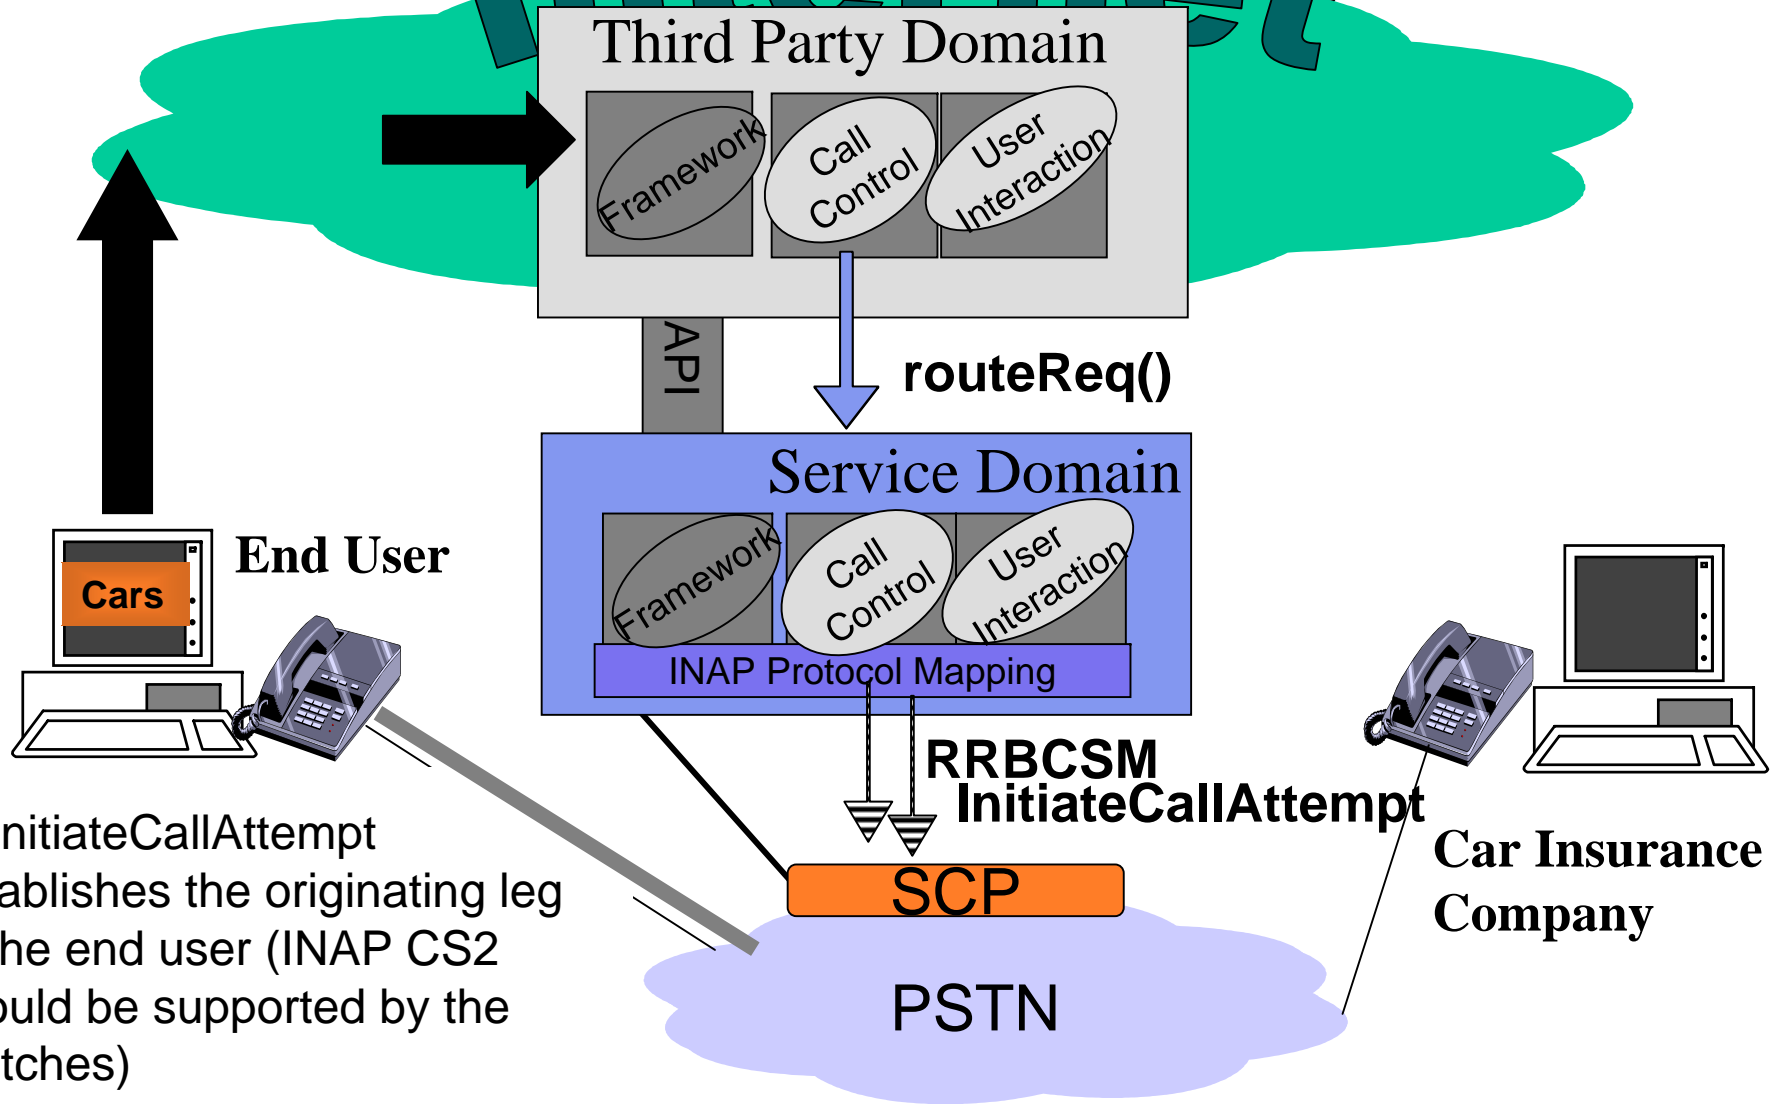 Internet
Third Party Domain
Framework
Call
Control
User
Interaction
API
routeReq()
Service Domain
End User
Cars
Framework
Call
Control
User
Interaction
INAP Protocol Mapping
RRBCSM
InitiateCallAttempt
SCP
PSTN
Car Insurance
Company
nitiateCallAttempt
ablishes the originating leg
he end user (INAP CS2
ould be supported by the
tches)